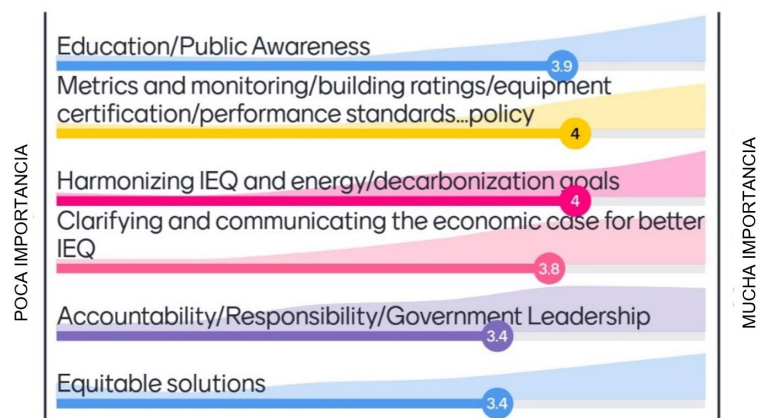 Education/Public Awareness
3.9
Metrics and monitoring/building ratings/equipment
certification/performance standards...policy
4
Harmonizing IEQ and energy/decarbonization goals
4
Clarifying and communicating the economic case for better
IEQ
3.8
Accountability/Responsibility/Government Leadership
3.4
Equitable solutions
3.4
POCA IMPORTANCIA
MUCHA IMPORTANCIA